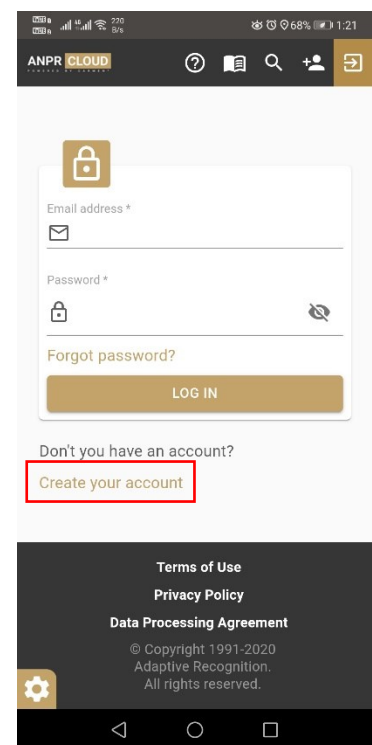 220
B/s
68%
1:21
ANPR CLOUD
Email address *
Password *
Forgot password?
LOG IN
Don't you have an account?
Create your account
Terms of Use
Privacy Policy
Data Processing Agreement
© Copyright 1991-2020
Adaptive Recognition.
All rights reserved.